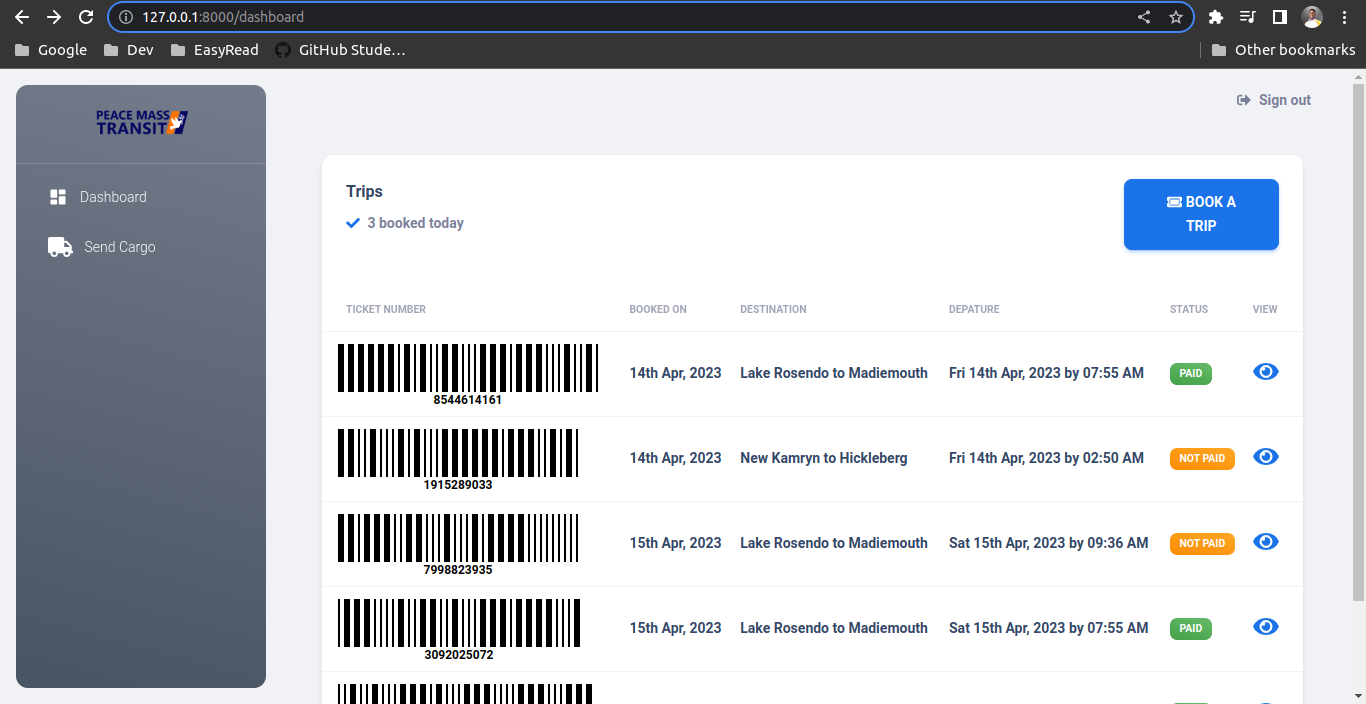 127.0.0.1:8000/dashboard
Google Dev EasyRead GitHub Stude... Other bookmarks
PEACE MASS
TRANSIT
Dashboard
Send Cargo
Sign out
Trips
3 booked today
BOOK A
TRIP
TICKET NUMBER BOOKED ON DESTINATION DEPATURE STATUS VIEW
14th Apr, 2023 Lake Rosendo to Madiemouth Fri 14th Apr, 2023 by 07:55 AM PAID
8544614161
14th Apr, 2023 New Kamryn to Hickleberg Fri 14th Apr, 2023 by 02:50 AM NOT PAID
1915289033
15th Apr, 2023 Lake Rosendo to Madiemouth Sat 15th Apr, 2023 by 09:36 AM NOT PAID
7998823935
15th Apr, 2023 Lake Rosendo to Madiemouth Sat 15th Apr, 2023 by 07:55 AM PAID
3092025072